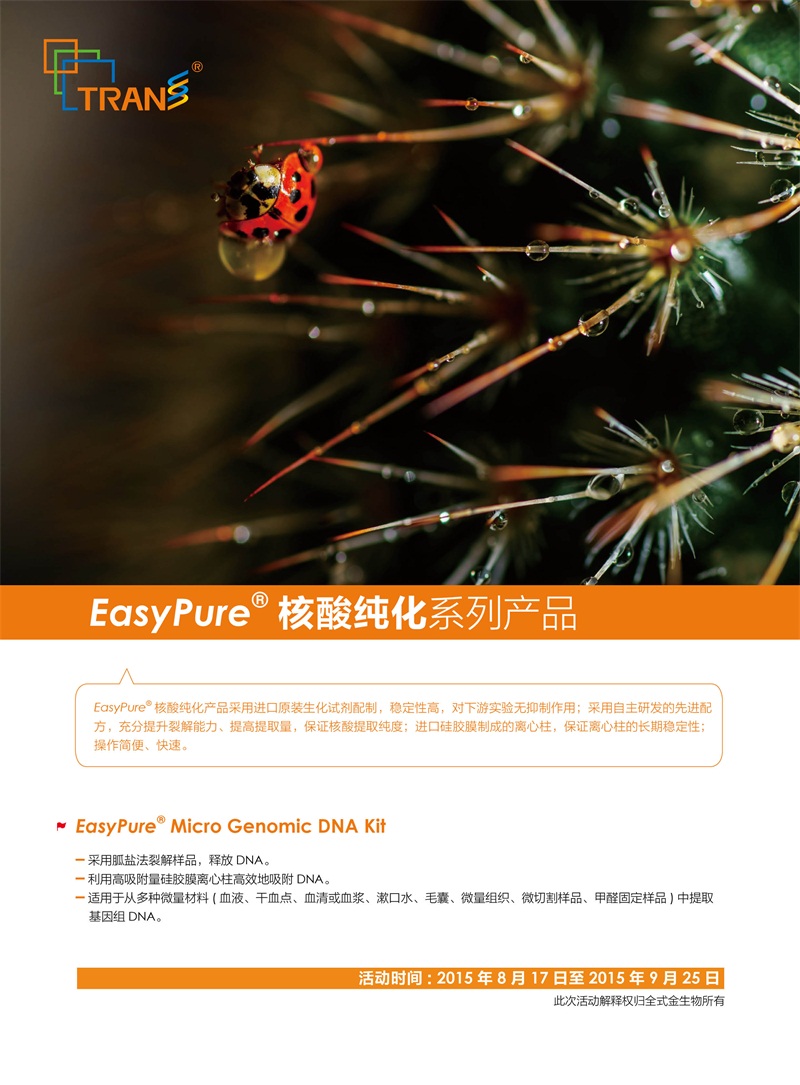 TRANS®
EasyPure® 核酸纯化系列产品
EasyPure® 核酸纯化产品采用进口原装生化试剂配制，稳定性高，对下游实验无抑制作用；采用自主研发的先进配
方，充分提升裂解能力、提高提取量，保证核酸提取纯度；进口硅胶膜制成的离心柱，保证离心柱的长期稳定性；
操作简便、快速。
EasyPure® Micro Genomic DNA Kit
采用胍盐法裂解样品，释放 DNA。
利用高吸附量硅胶膜离心柱高效地吸附 DNA。
适用于从多种微量材料 ( 血液、干血点、血清或血浆、漱口水、毛囊、微量组织、微切割样品、甲醛固定样品 ) 中提取
基因组 DNA。
活动时间 : 2015 年 8 月 17 日至 2015 年 9 月 25 日
此次活动解释权归全式金生物所有